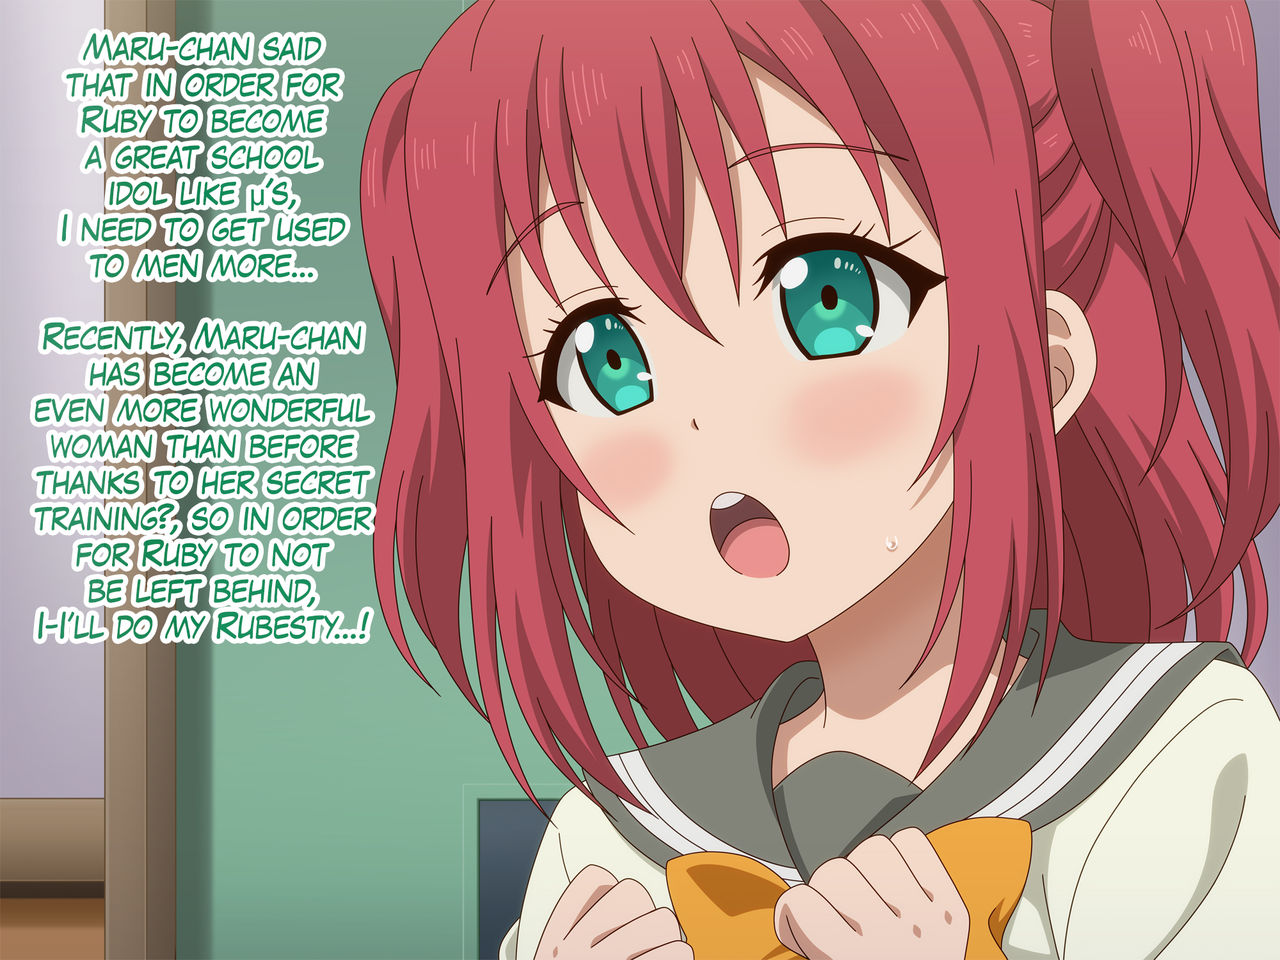 Maru-chan said
that in order for
Ruby to become
a great school
idol like μ's,
I need to get used
to men more...
Recently, Maru-chan
has become an
even more wonderful
woman than before
thanks to her secret
training?, so in order
for Ruby to not
be left behind,
I-I'll do my Rubesty...!